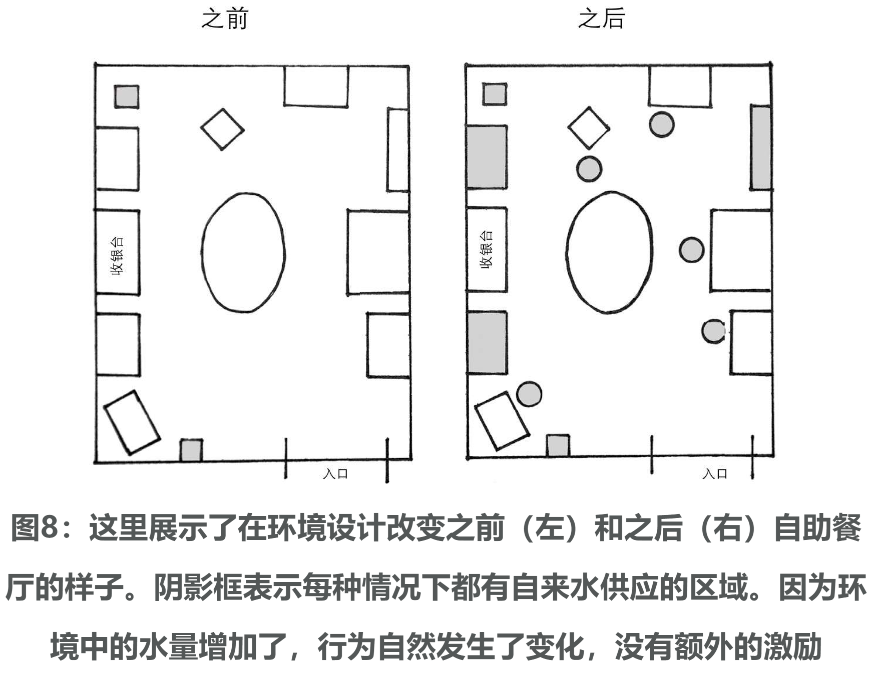 之前
之后
收银台
收银台
入口
入口
图8：这里展示了在环境设计改变之前（左）和之后（右）自助餐
厅的样子。阴影框表示每种情况下都有自来水供应的区域。因为环
境中的水量增加了，行为自然发生了变化，没有额外的激励